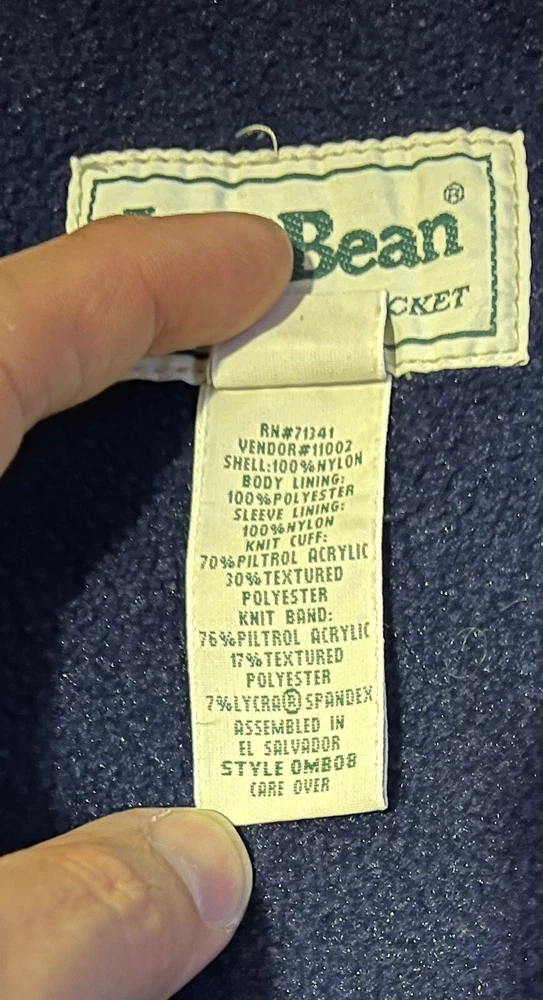 Bean®
RN#71341
VENDOR#11002
SHELL:100%NYLON
BODY LINING:
100%POLYESTER
SLEEVE LINING:
100%NYLON
KNIT CUFF:
70%PILTROL ACRYLIC
30%TEXTURED
POLYESTER
KNIT BAND:
76%PILTROL ACRYLIC
17%TEXTURED
POLYESTER
7%LYCRA®SPANDEX
ASSEMBLED IN
EL SALVADOR
STYLE OMB08
CARE OVER